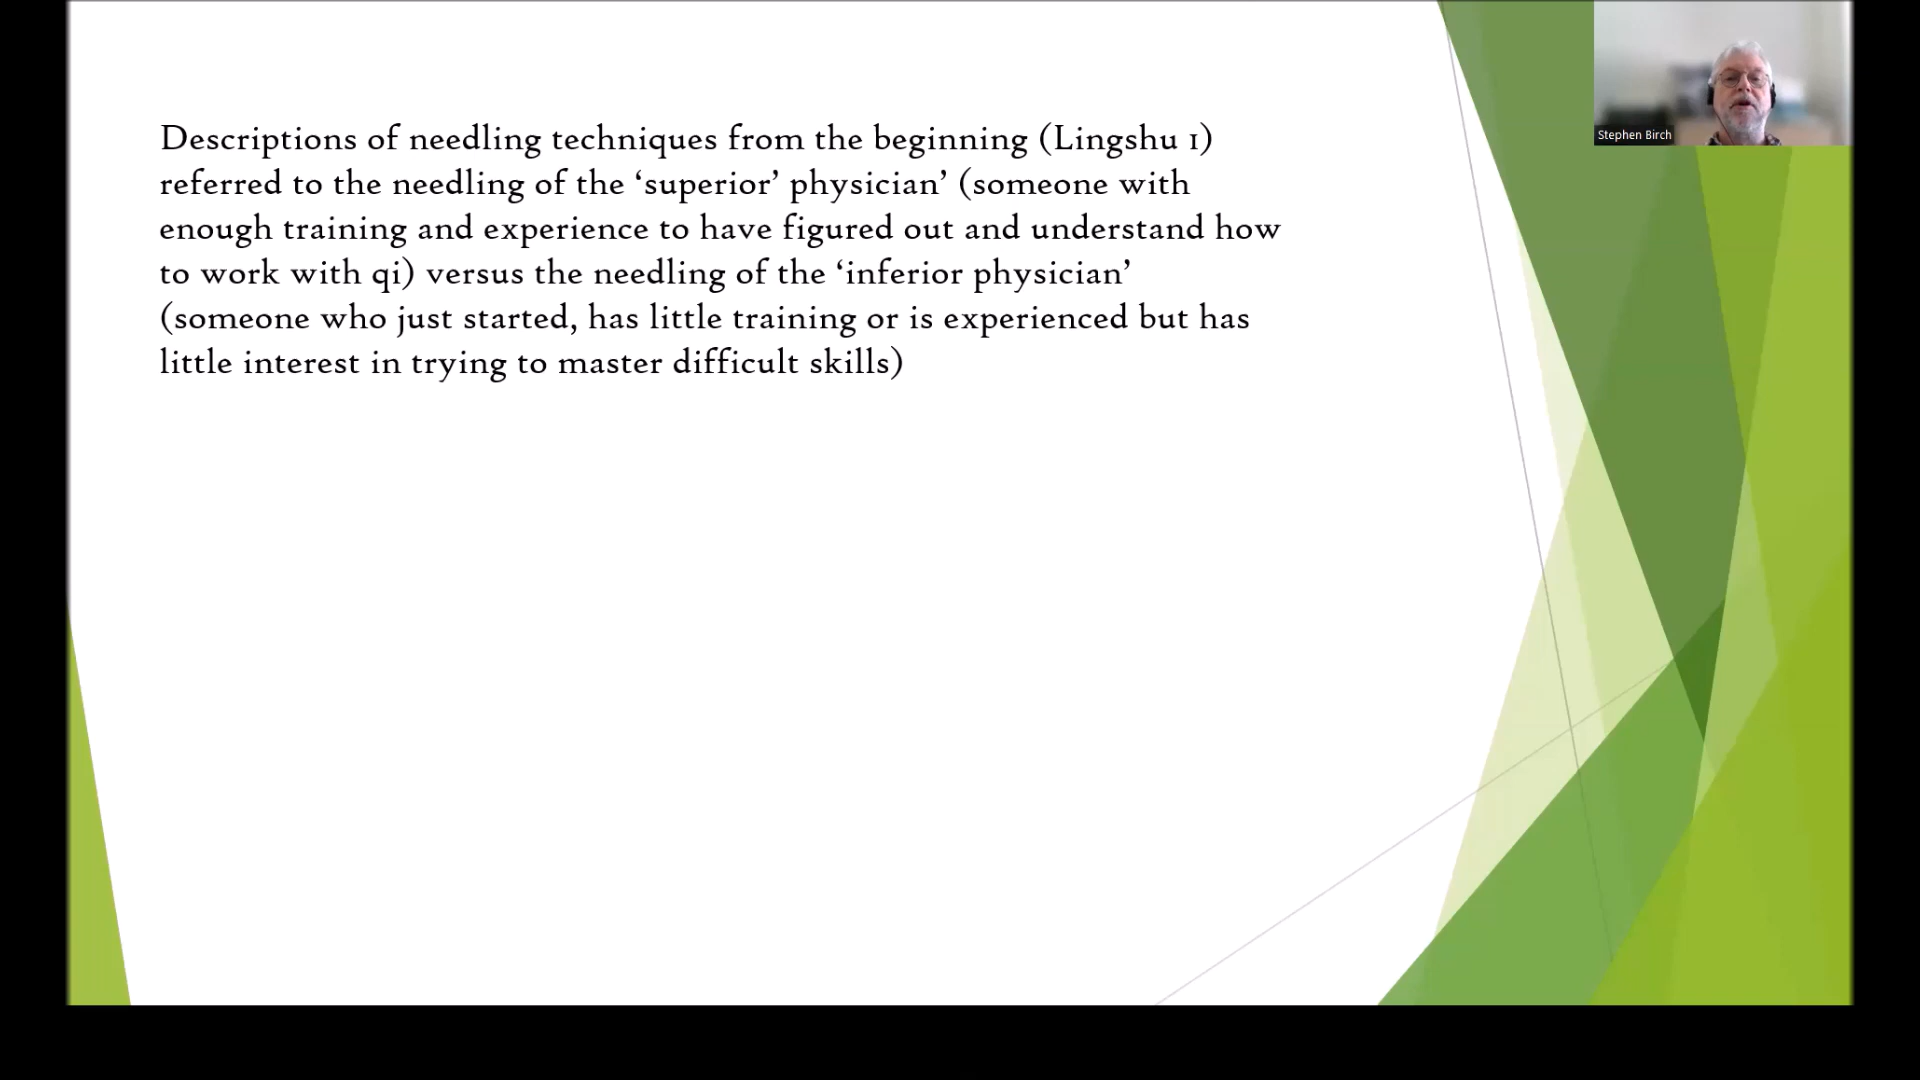 Descriptions of needling techniques from the beginning (Lingshu 1)
referred to the needling of the ‘superior’ physician’ (someone with
enough training and experience to have figured out and understand how
to work with qi) versus the needling of the ‘inferior physician’
(someone who just started, has little training or is experienced but has
little interest in trying to master difficult skills)
Stephen Birch